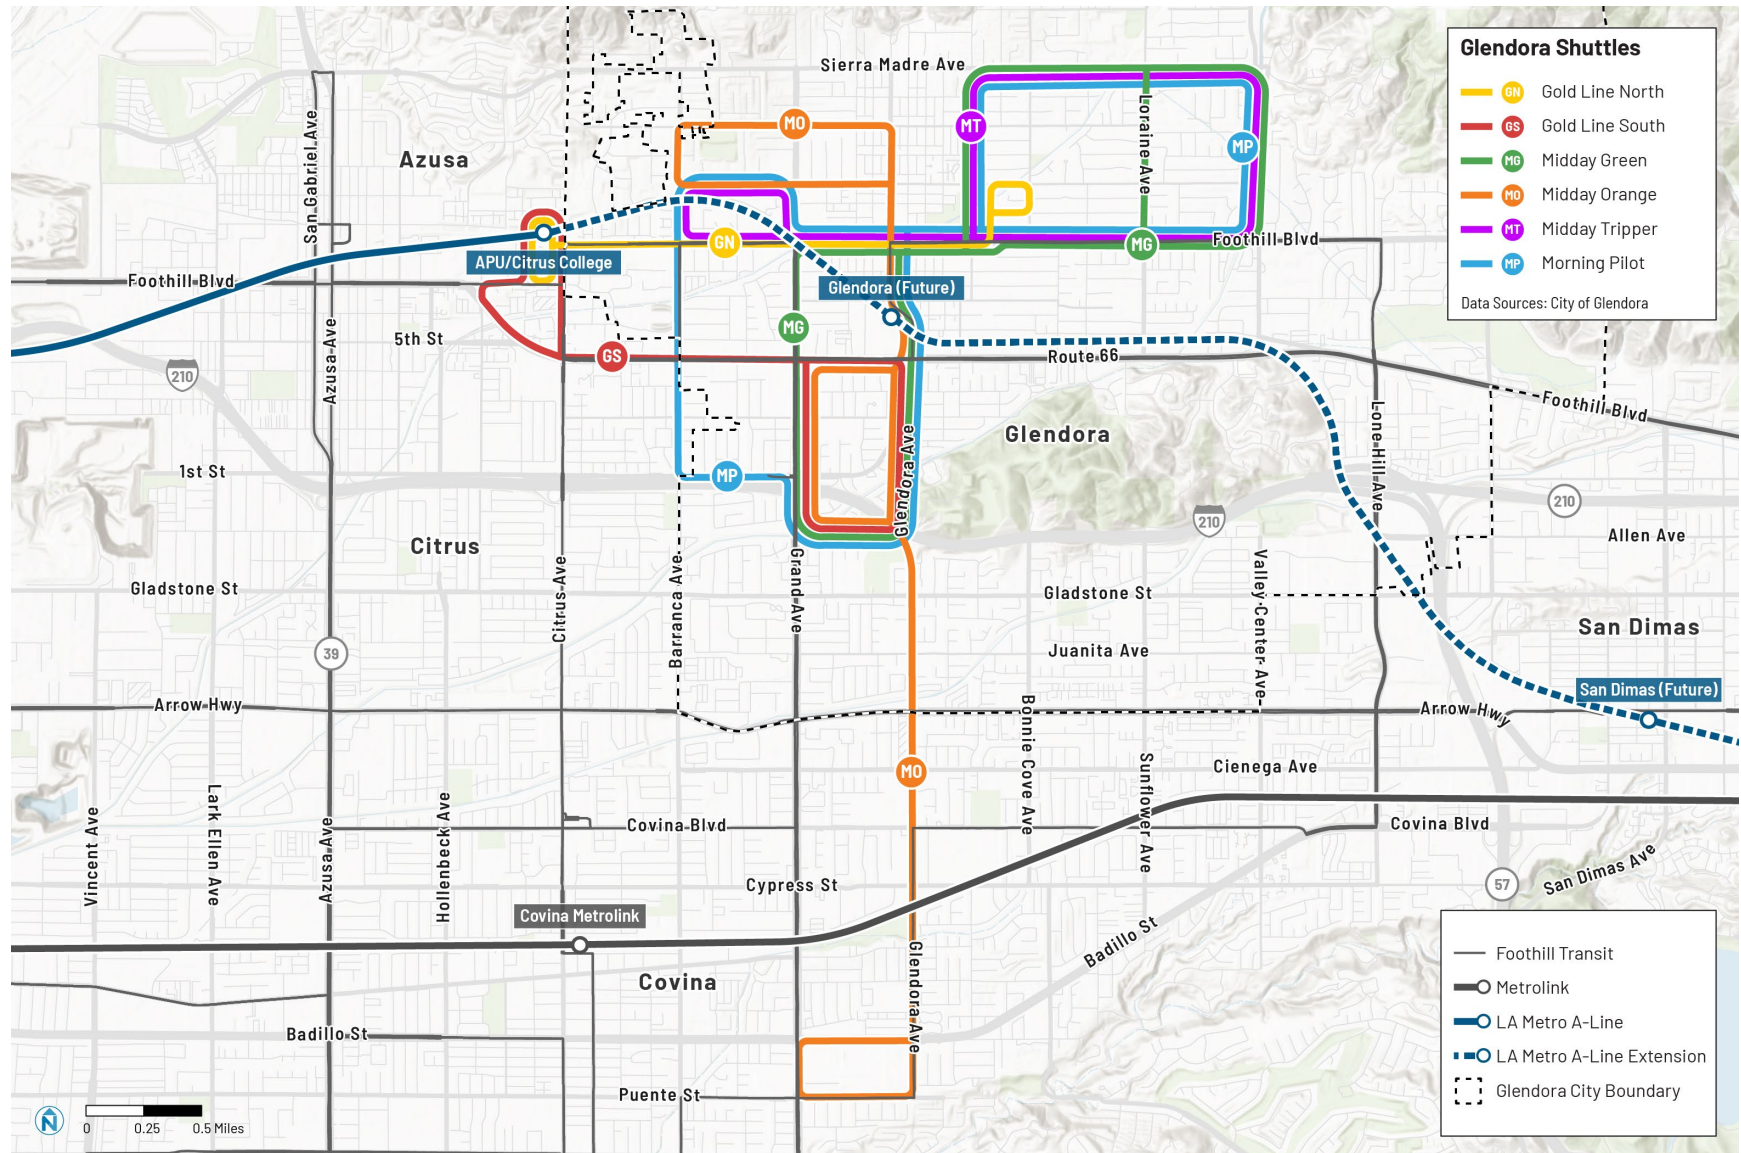 Glendora Shuttles
GN Gold Line North
GS Gold Line South
MG Midday Green
MO Midday Orange
MT Midday Tripper
MP Morning Pilot
Data Sources: City of Glendora
Sierra Madre Ave
MO
MT
Loraine Ave
MP
San Gabriel Ave
Azusa
GN
MG
Foothill Blvd
APU/Citrus College
Foothill Blvd
Glendora (Future)
MG
5th St
Azusa Ave
GS
Route 66
210
Foothill Blvd
Glendora
Lone Hill Ave
1st St
MP
Glendora Ave
210
210
Allen Ave
Citrus
Gladstone St
Citrus Ave
Barranca Ave
Grand Ave
Gladstone St
Valley Center Ave
San Dimas
39
Juanita Ave
San Dimas (Future)
Arrow Hwy
Bonnie Cove Ave
Arrow Hwy
MO
Sunflower Ave
Cienega Ave
Vincent Ave
Lark Ellen Ave
Azusa Ave
Hollenbeck Ave
Covina Blvd
Covina Blvd
Cypress St
57
San Dimas Ave
Covina Metrolink
Badillo St
Covina
Glendora Ave
Badillo St
Puente St
Foothill Transit
Metrolink
LA Metro A-Line
LA Metro A-Line Extension
Glendora City Boundary
N
0 0.25 0.5 Miles